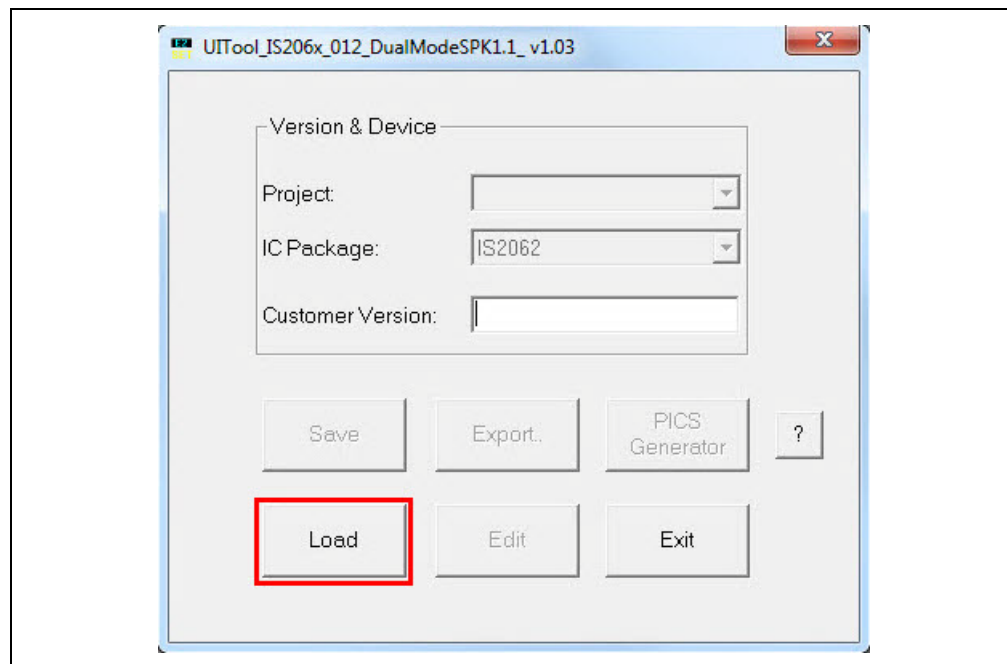 UITool_IS206x_012_DualModeSPK1.1_ v1.03
Version & Device
Project:
IC Package: IS2062
Customer Version:
Save Export.. PICS Generator ?
Load Edit Exit